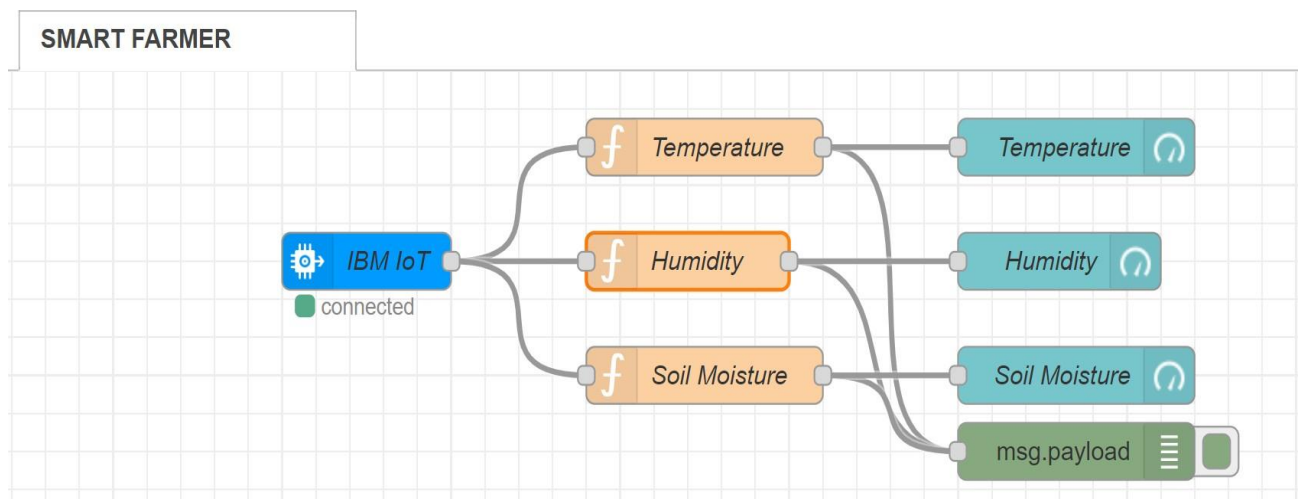 SMART FARMER
Temperature
Temperature
IBM IoT
connected
Humidity
Humidity
Soil Moisture
Soil Moisture
msg.payload